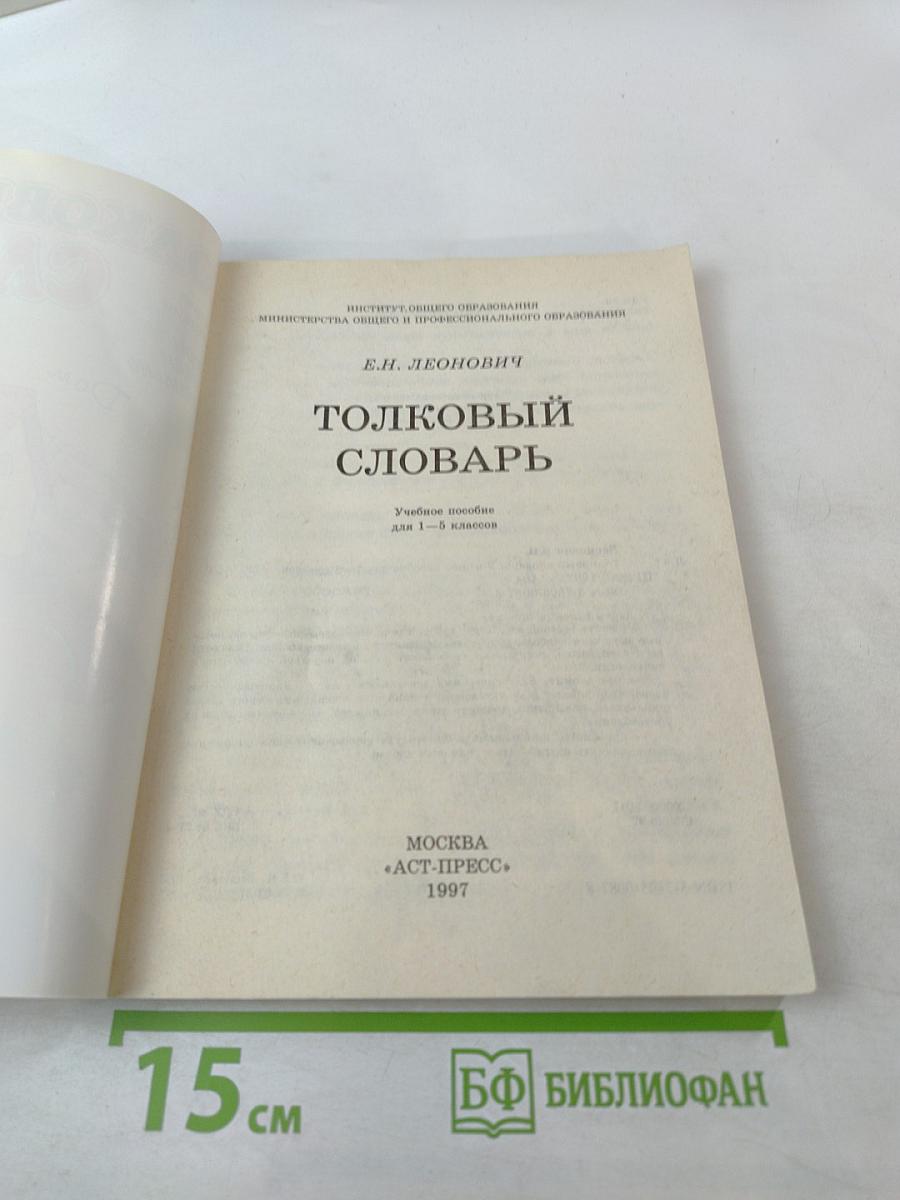 ИНСТИТУТ ОБЩЕГО ОБРАЗОВАНИЯ
МИНИСТЕРСТВА ОБЩЕГО И ПРОФЕССИОНАЛЬНОГО ОБРАЗОВАНИЯ
Е.Н. ЛЕОНОВИЧ
ТОЛКОВЫЙ
СЛОВАРЬ
Учебное пособие
для 1—5 классов
МОСКВА
«АСТ-ПРЕСС»
1997
15 см
БФ БИБЛИОФАН